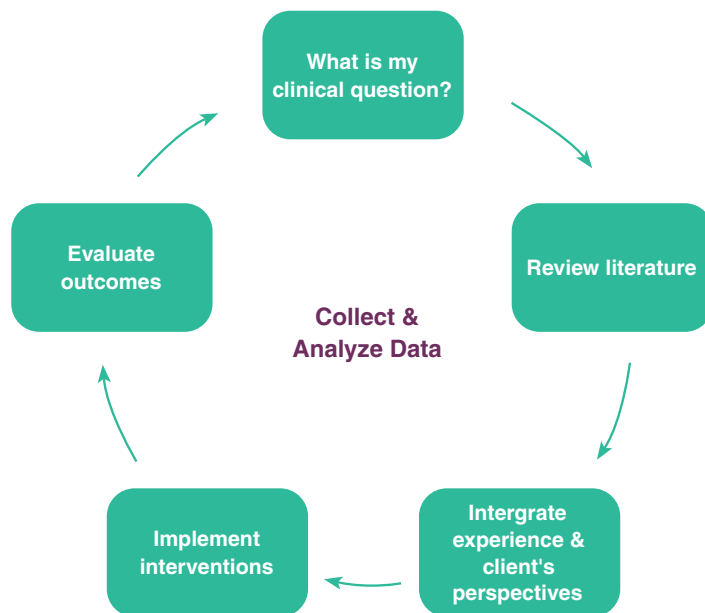 What is my
clinical question?
Review literature
Intergrate
experience &
client's
perspectives
Implement
interventions
Evaluate
outcomes
Collect &
Analyze Data